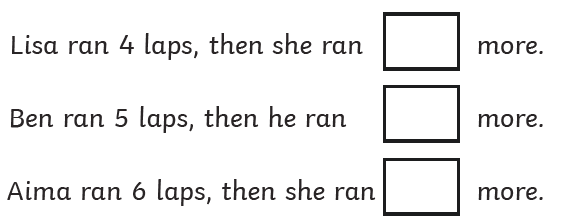 Lisa ran 4 laps, then she ran more.
Ben ran 5 laps, then he ran more.
Aima ran 6 laps, then she ran more.